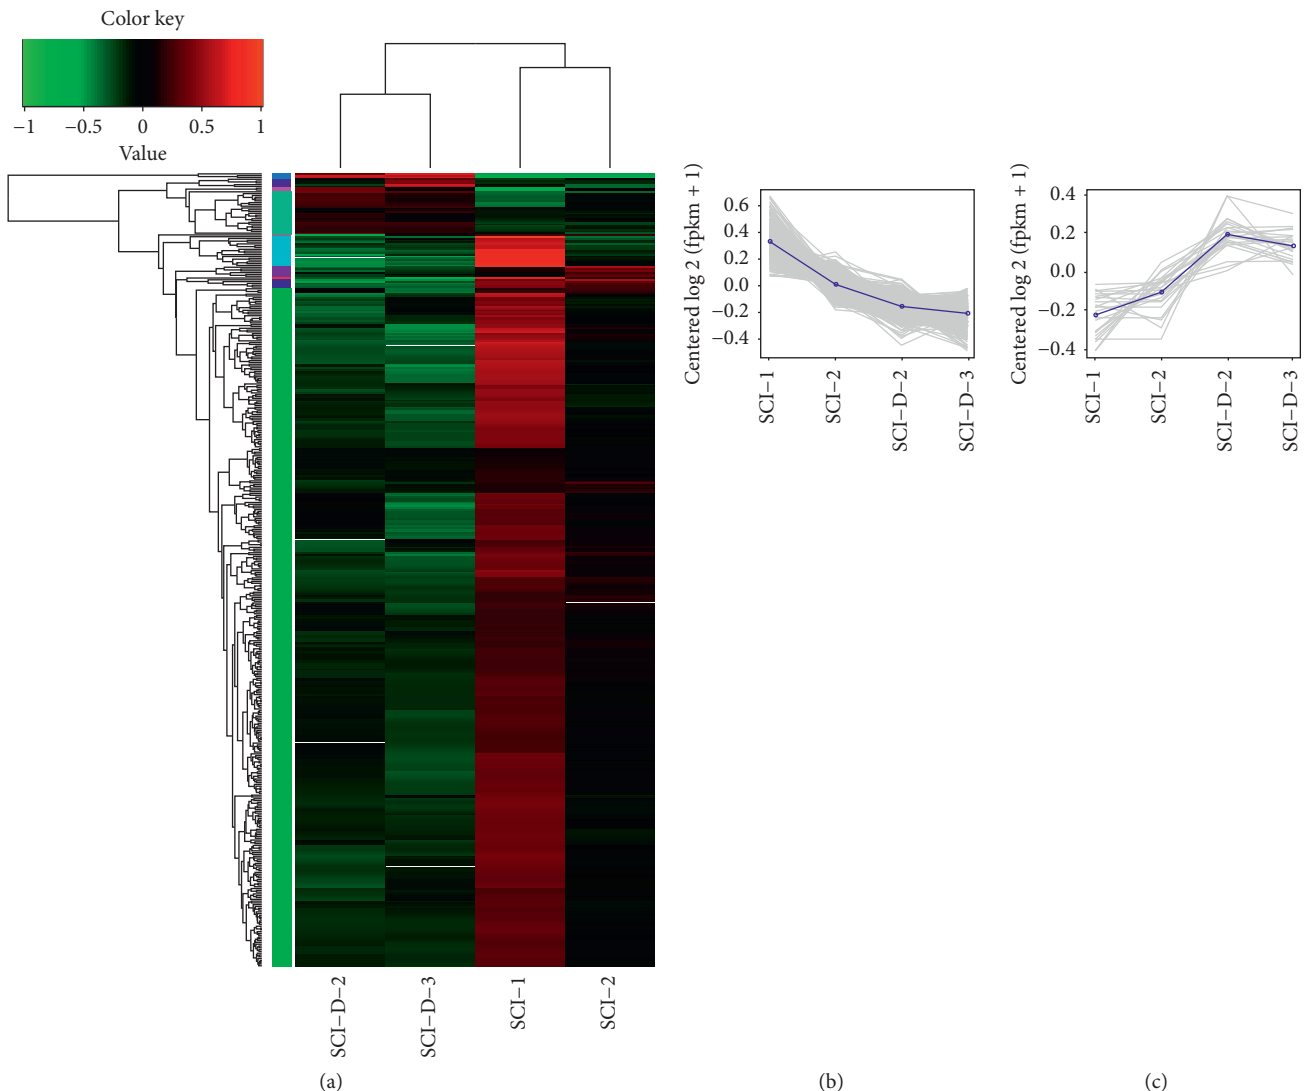 Color key
−1 −0.5 0 0.5 1
Value
SCI−D−2
SCI−D−3
SCI−1
SCI−2
(a)
Centered log 2 (fpkm + 1)
0.6
0.4
0.2
0.0
−0.2
−0.4
SCI−1
SCI−2
SCI−D−2
SCI−D−3
(b)
Centered log 2 (fpkm + 1)
0.4
0.2
0.0
−0.2
−0.4
SCI−1
SCI−2
SCI−D−2
SCI−D−3
(c)